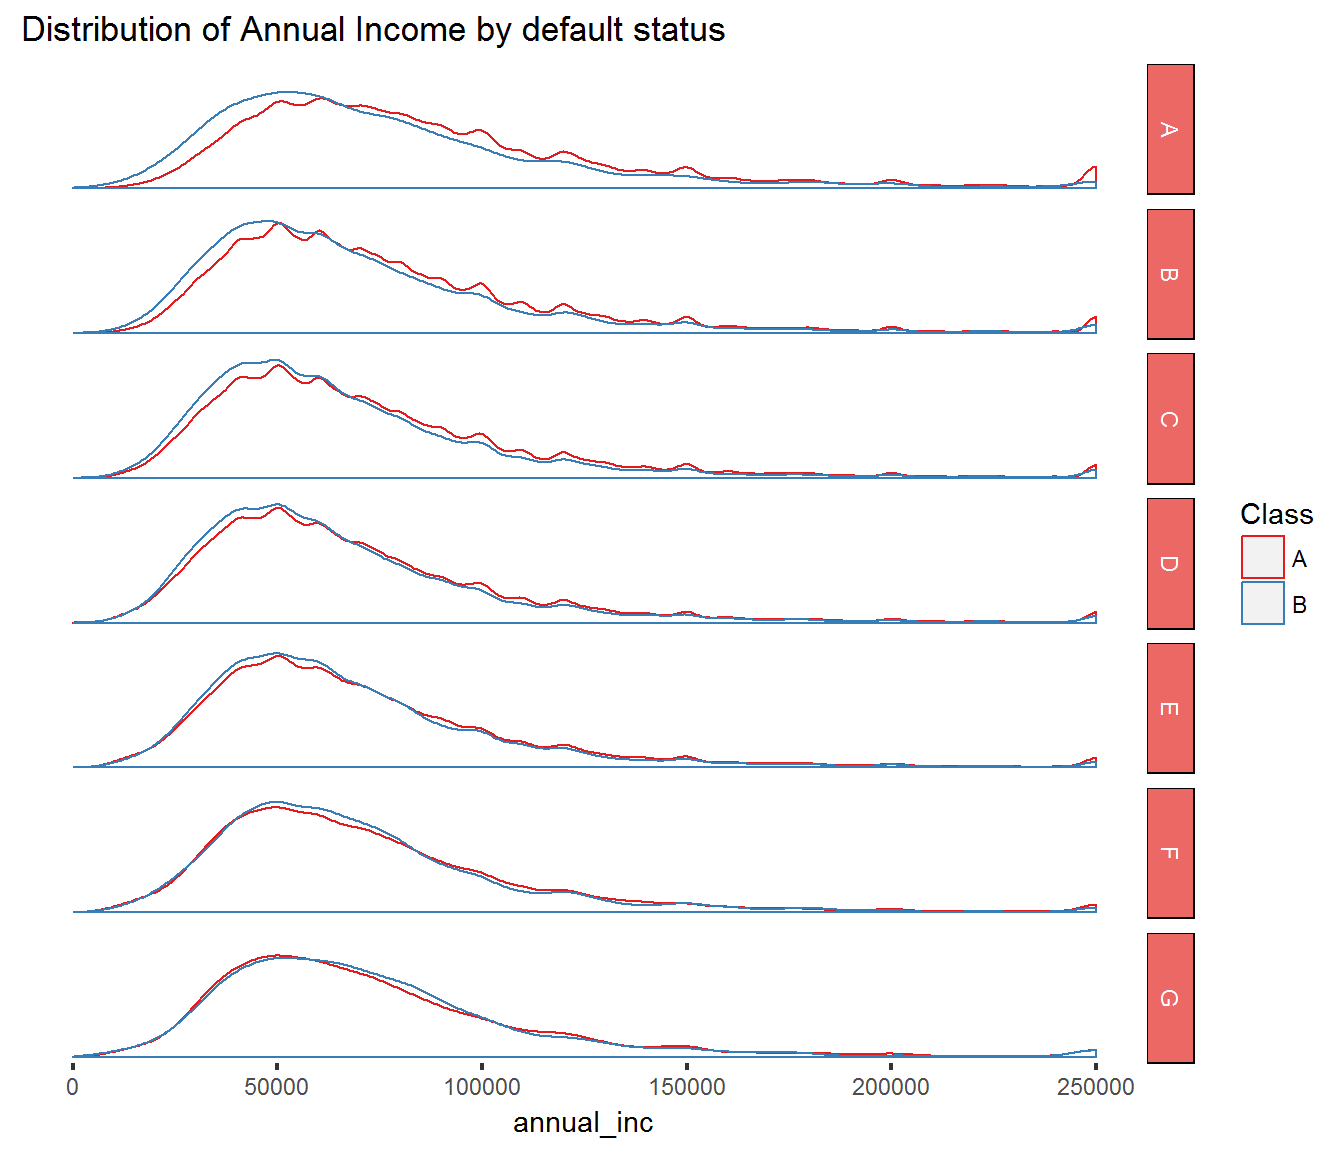 Distribution of Annual Income by default status
A
B
C
D
E
F
G
Class
A
B
0 50000 100000 150000 200000 250000
annual_inc